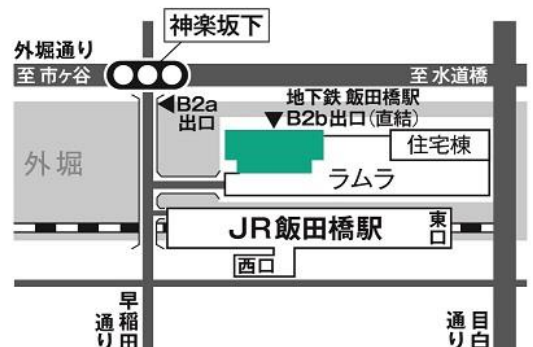 神楽坂下
外堀通り
至 市ヶ谷
至 水道橋
B2a
出口
地下鉄 飯田橋駅
B2b出口(直結)
住宅棟
外堀
ラムラ
JR飯田橋駅
東口
西口
早稲田通り
目白通り